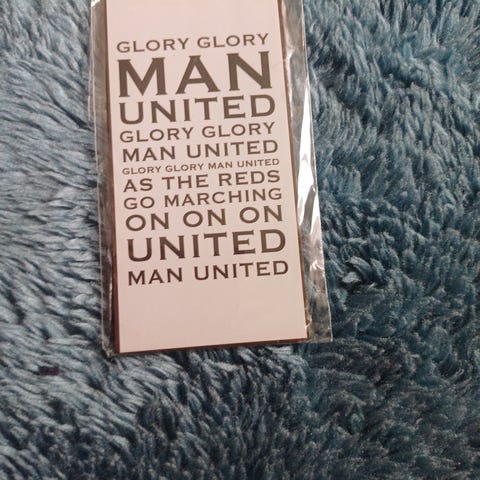 GLORY GLORY
MAN
UNITED
GLORY GLORY
MAN UNITED
GLORY GLORY MAN UNITED
AS THE REDS
GO MARCHING
ON ON ON
UNITED
MAN UNITED